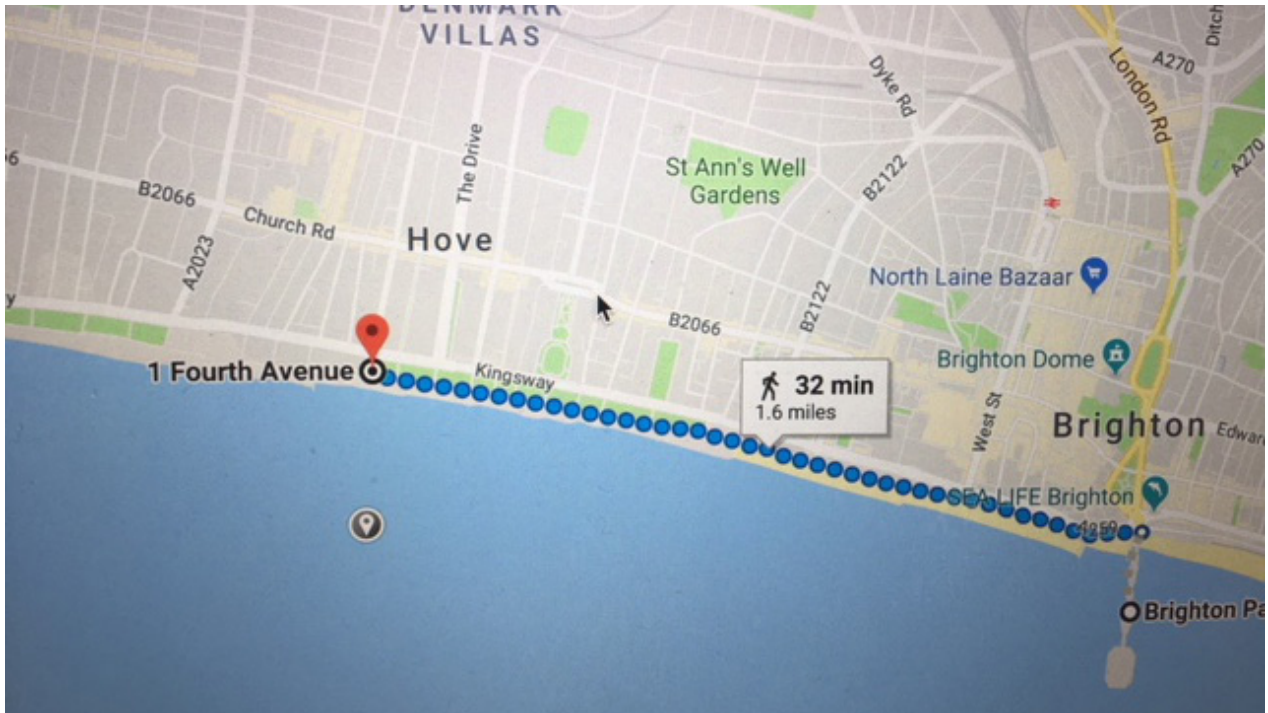 DENMARK
VILLAS
Ditch
A270
London Rd
Dyke Rd
A270
The Drive
St Ann's Well
Gardens
B2122
B2066
Church Rd
A2023
Hove
North Laine Bazaar
B2122
B2066
Brighton Dome
1 Fourth Avenue
Kingsway
32 min
1.6 miles
West St
Brighton
Edwar
SEA LIFE Brighton
A259
Brighton Pa